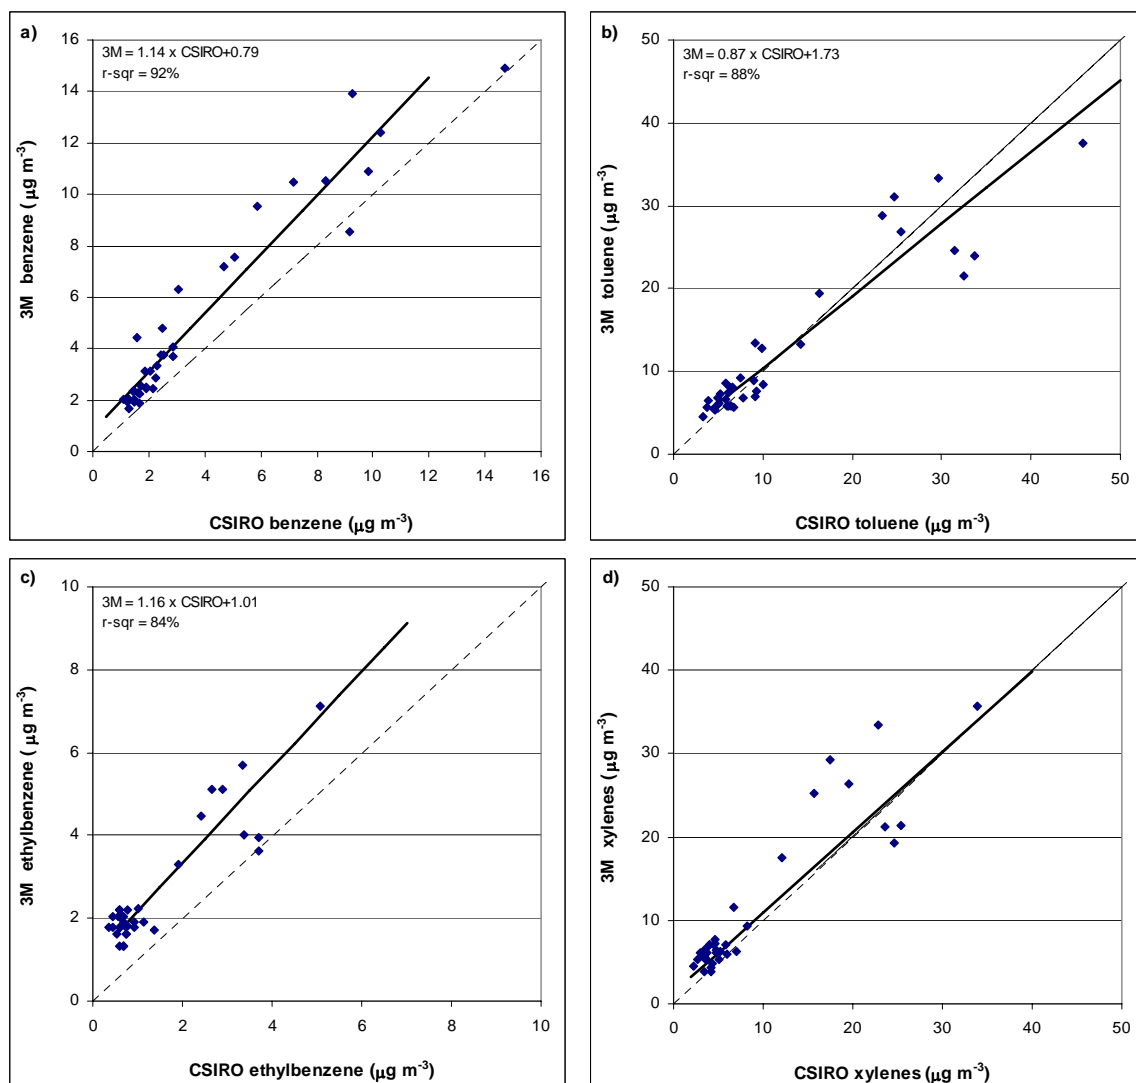 a)
3M = 1.14 x CSIRO+0.79
r-sqr = 92%
16
14
12
10
8
6
4
2
0
0 2 4 6 8 10 12 14 16
3M benzene (μg m-3)
CSIRO benzene (μg m-3)
b)
3M = 0.87 x CSIRO+1.73
r-sqr = 88%
50
40
30
20
10
0
0 10 20 30 40 50
3M toluene (μg m-3)
CSIRO toluene (μg m-3)
c)
3M = 1.16 x CSIRO+1.01
r-sqr = 84%
10
8
6
4
2
0
0 2 4 6 8 10
3M ethylbenzene (μg m-3)
CSIRO ethylbenzene (μg m-3)
d)
50
40
30
20
10
0
0 10 20 30 40 50
3M xylenes (μg m-3)
CSIRO xylenes (μg m-3)